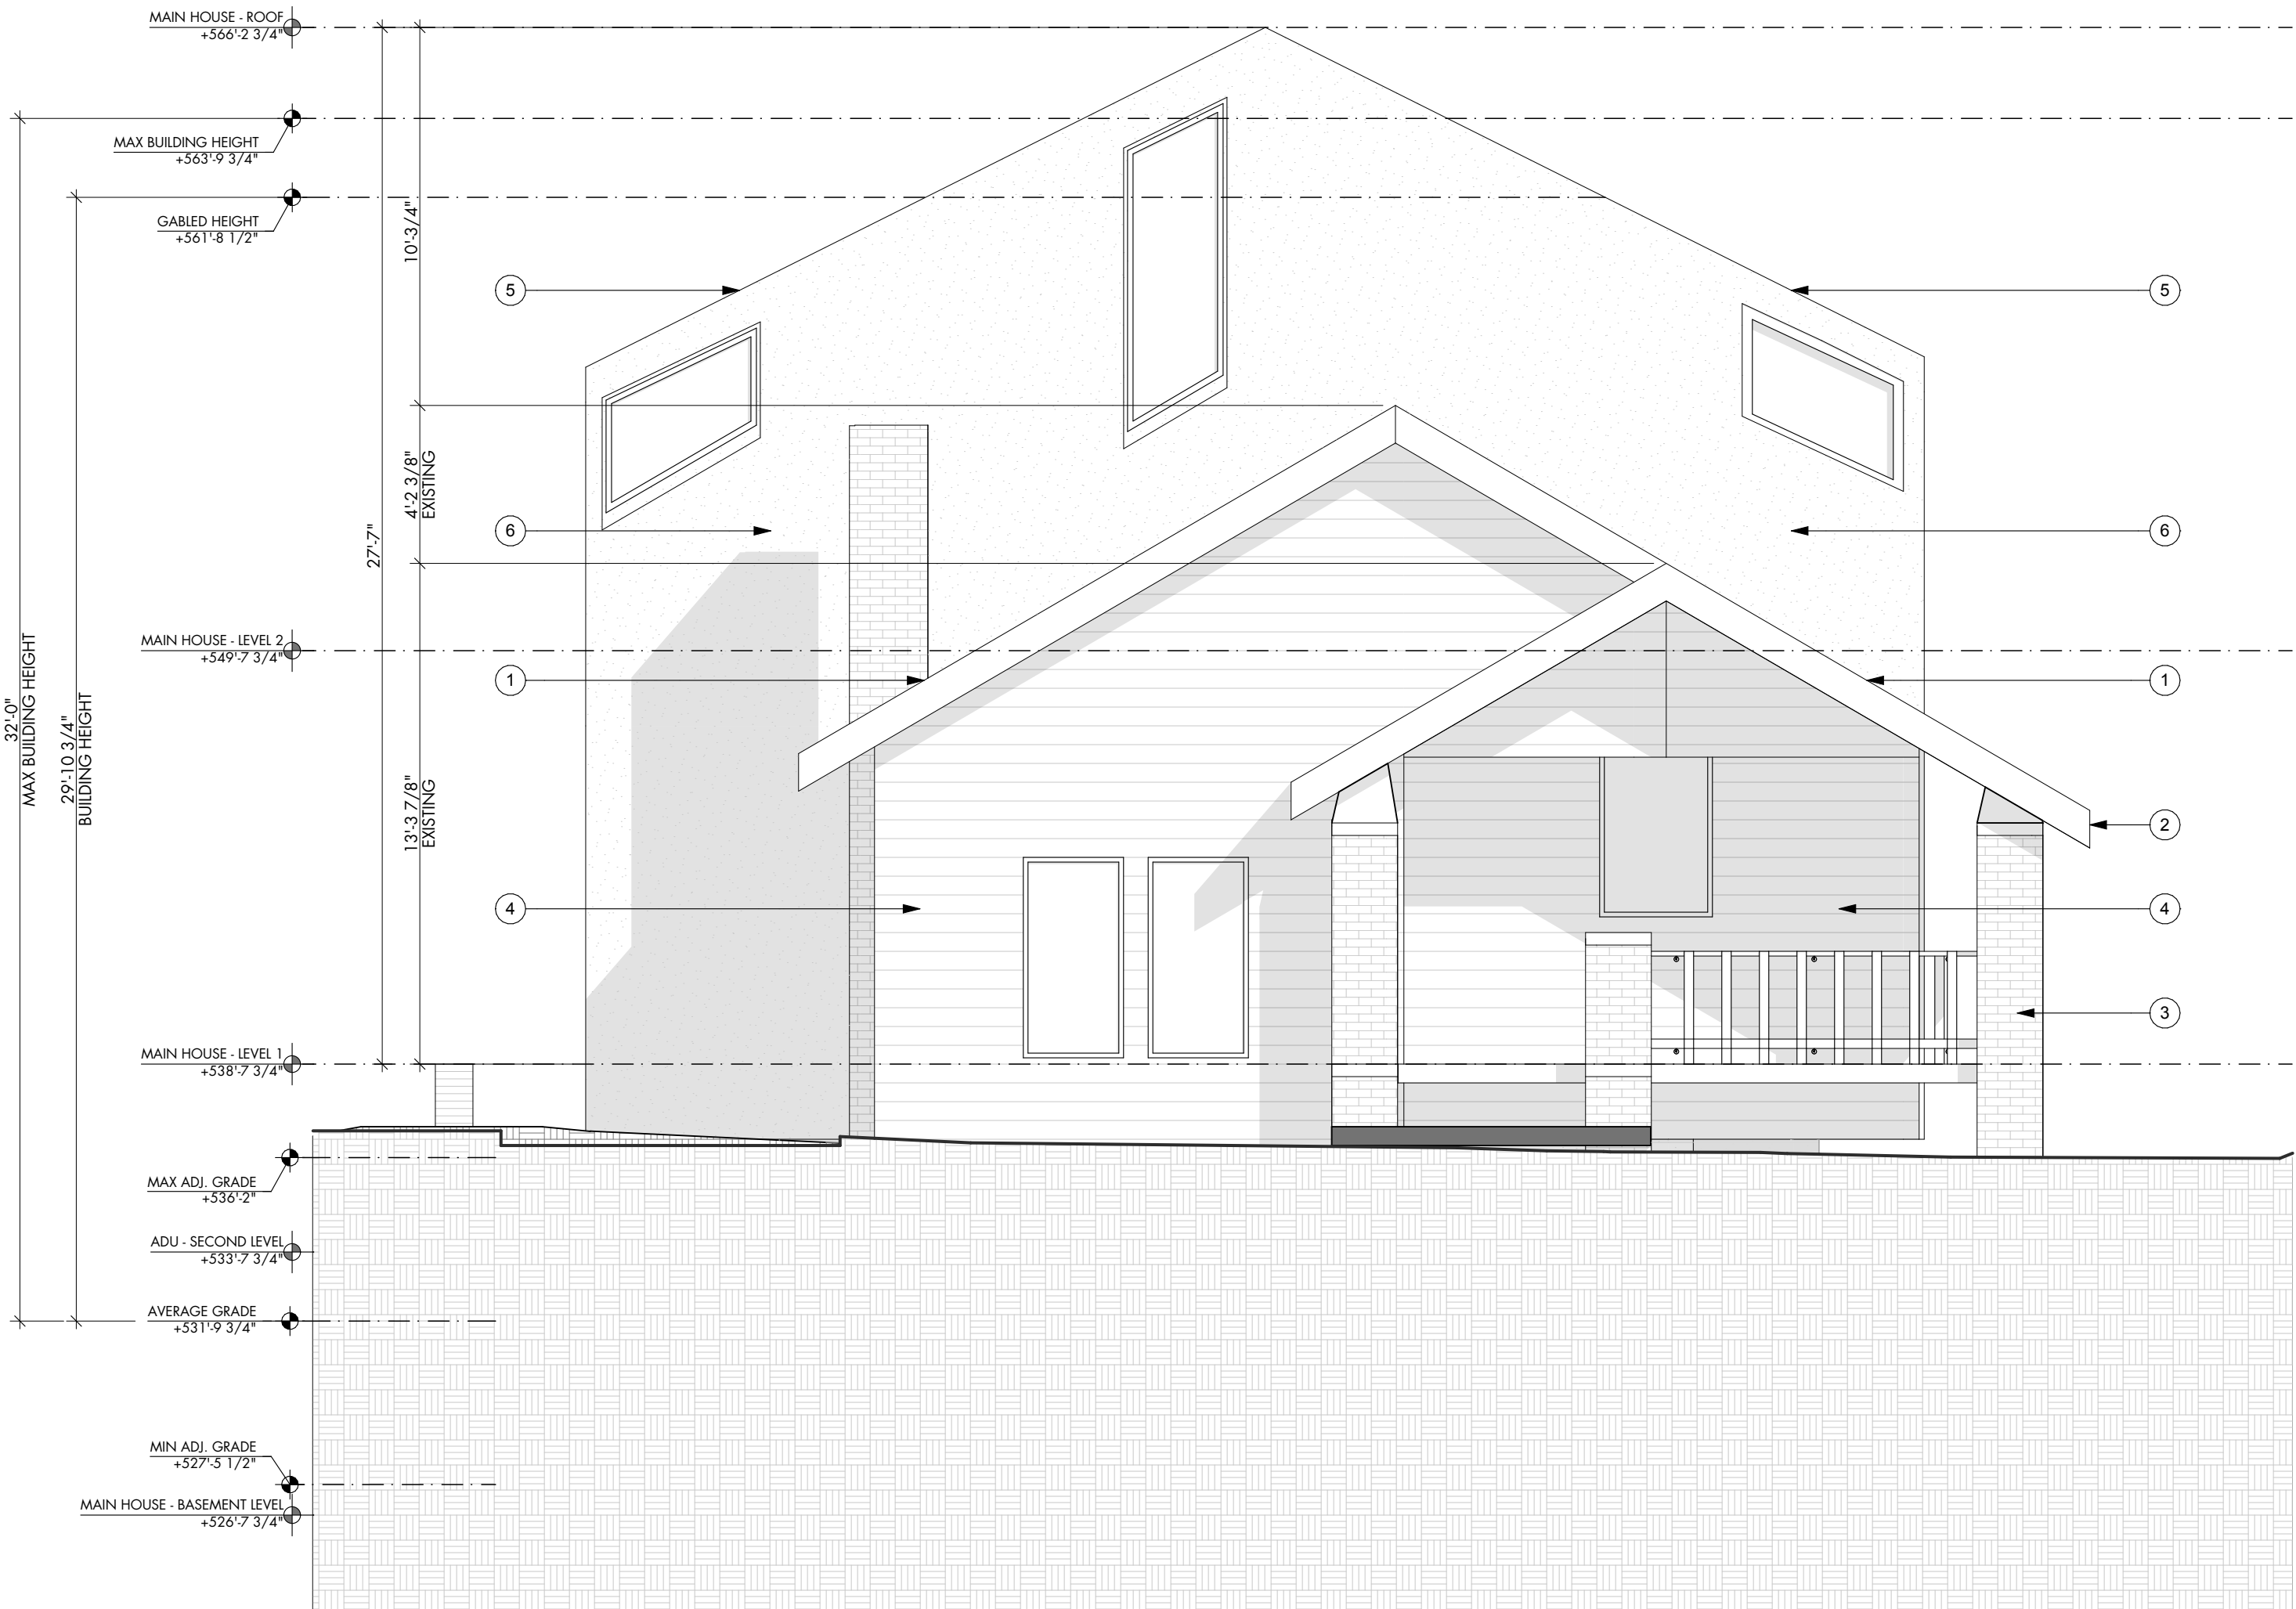 MAIN HOUSE - ROOF
+566'-2 3/4"
MAX BUILDING HEIGHT
+563'-9 3/4"
GABLED HEIGHT
+561'-8 1/2"
10'-3/4"
5
5
4'-2 3/8"
EXISTING
27'-7"
6
6
MAIN HOUSE - LEVEL 2
+549'-7 3/4"
1
1
32'-0"
MAX BUILDING HEIGHT
29'-10 3/4"
BUILDING HEIGHT
13'-3 7/8"
EXISTING
2
4
4
3
MAIN HOUSE - LEVEL 1
+538'-7 3/4"
MAX ADJ. GRADE
+536'-2"
ADU - SECOND LEVEL
+533'-7 3/4"
AVERAGE GRADE
+531'-9 3/4"
MIN ADJ. GRADE
+527'-5 1/2"
MAIN HOUSE - BASEMENT LEVEL
+526'-7 3/4"